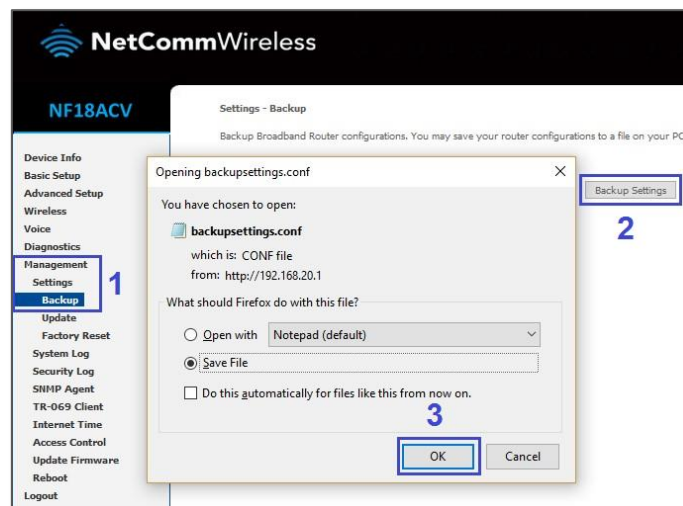 NetCommWireless
NF18ACV
Settings - Backup
Backup Broadband Router configurations. You may save your router configurations to a file on your PC
Device Info
Basic Setup
Advanced Setup
Wireless
Voice
Diagnostics
Management
Settings
Backup
Update
Factory Reset
System Log
Security Log
SNMP Agent
TR-069 Client
Internet Time
Access Control
Update Firmware
Reboot
Logout
1
Opening backupsettings.conf
You have chosen to open:
backupsettings.conf
which is: CONF file
from: http://192.168.20.1
What should Firefox do with this file?
Open with Notepad (default)
Save File
Do this automatically for files like this from now on.
3
OK Cancel
Backup Settings
2